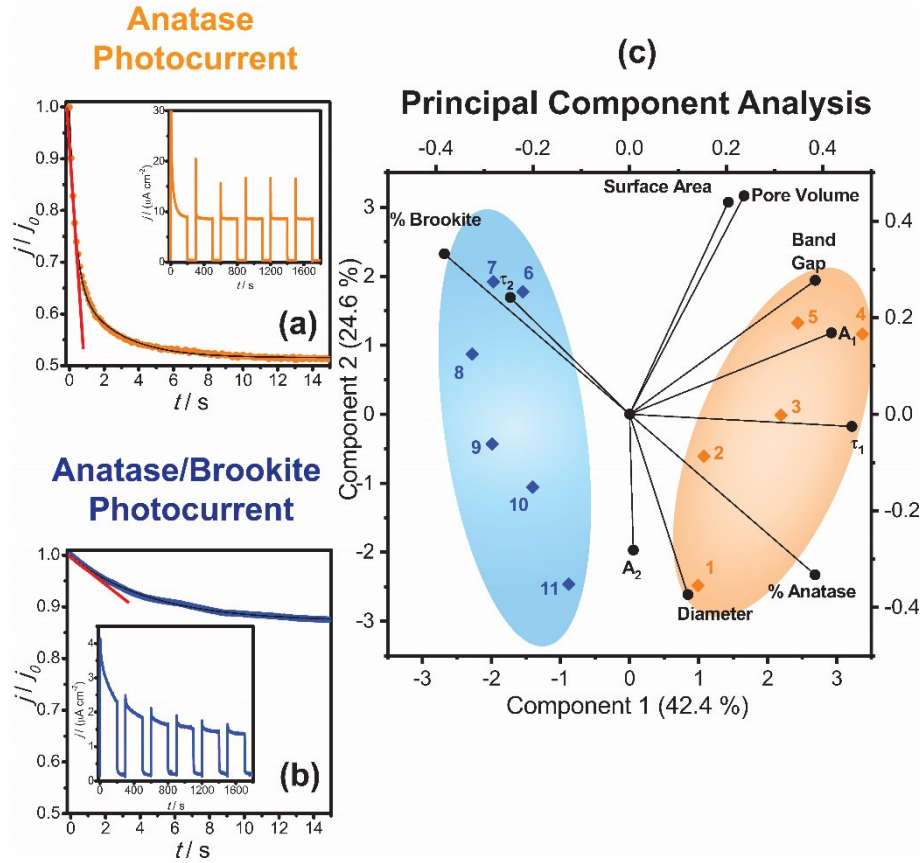 Anatase
Photocurrent
1.0
0.9
0.8
0.7
0.6
0.5
j / j0
0 2 4 6 8 10 12 14
t / s
30
20
10
0
j / (uA cm-2)
0 400 800 1200 1600
t / s
(a)
Anatase/Brookite
Photocurrent
1.0
0.9
0.8
0.7
0.6
0.5
j / j0
0 2 4 6 8 10 12 14
t / s
4
3
2
1
0
j / (µA cm-2)
0 400 800 1200 1600
t / s
(b)
(c)
Principal Component Analysis
-0.4 -0.2 0.0 0.2 0.4
3
2
1
0
-1
-2
-3
Component 2 (24.6 %)
-3 -2 -1 0 1 2 3
Component 1 (42.4 %)
0.4
0.2
0.0
-0.2
-0.4
Surface Area
Pore Volume
% Brookite
Band
Gap
7
6
τ2
5
4
A1
8
3
τ1
9
2
10
A2
11
1
Diameter
% Anatase